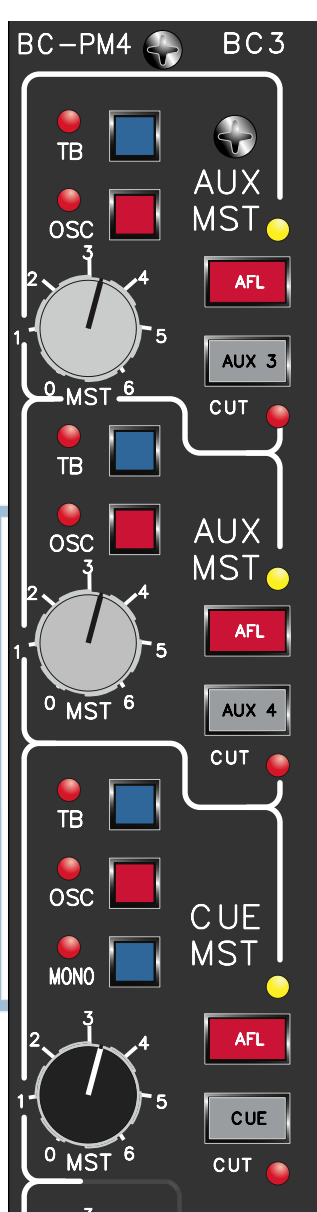 BC-PM4
BC3
TB
OSC
AUX
MST
AFL
AUX 3
CUT
3
2
4
1
5
0
MST
6
TB
OSC
AUX
MST
AFL
AUX 4
CUT
3
2
4
1
5
0
MST
6
TB
OSC
MONO
CUE
MST
AFL
CUE
CUT
3
2
4
1
5
0
MST
6